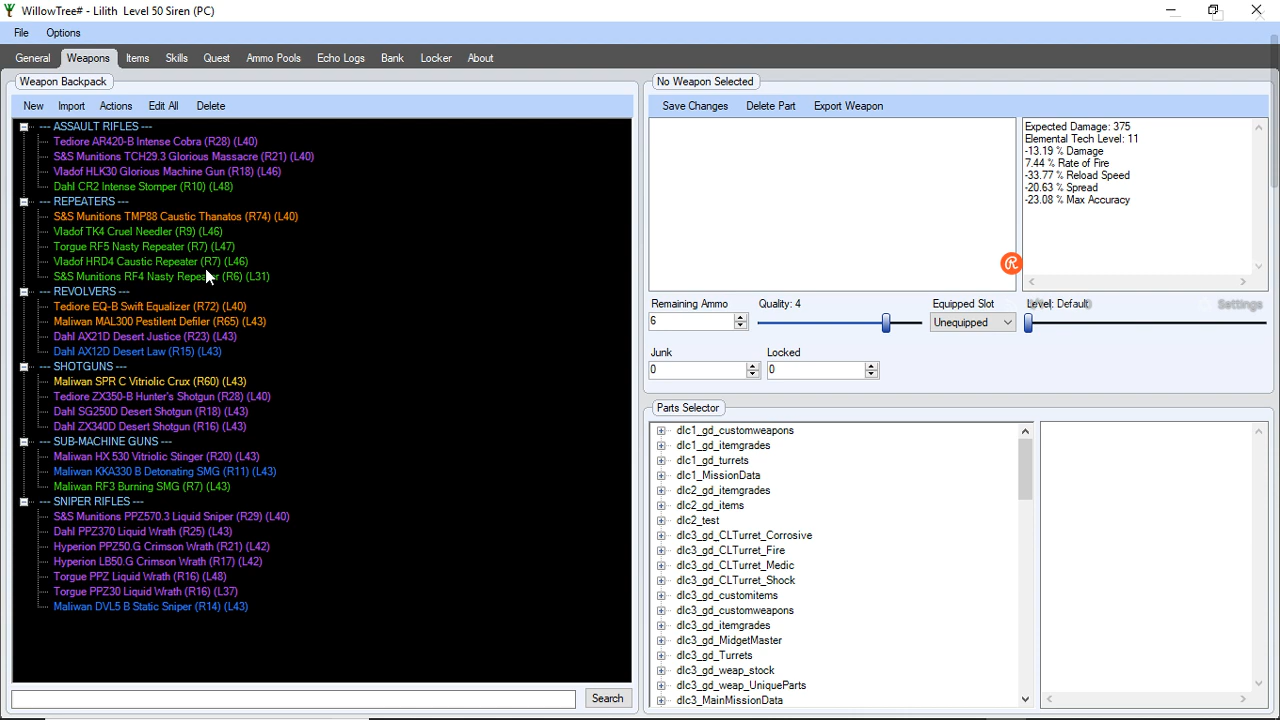 WillowTree# - Lilith Level 50 Siren (PC)
File Options
General Weapons Items Skills Quest Ammo Pools Echo Logs Bank Locker About
Weapon Backpack
New Import Actions Edit All Delete
--- ASSAULT RIFLES ---
Tediore AR420-B Intense Cobra (R28) (L40)
S&S Munitions TCH29.3 Glorious Massacre (R21) (L40)
Vladof HLK30 Glorious Machine Gun (R18) (L46)
Dahl CR2 Intense Stomper (R10) (L48)
--- REPEATERS ---
S&S Munitions TMP88 Caustic Thanatos (R74) (L40)
Vladof TK4 Cruel Needler (R9) (L46)
Torgue RF5 Nasty Repeater (R7) (L47)
Vladof HRD4 Caustic Repeater (R7) (L46)
S&S Munitions RF4 Nasty Repeater (R6) (L31)
--- REVOLVERS ---
Tediore EQ-B Swift Equalizer (R72) (L40)
Maliwan MAL300 Pestilent Defiler (R65) (L43)
Dahl AX21D Desert Justice (R23) (L43)
Dahl AX12D Desert Law (R15) (L43)
--- SHOTGUNS ---
Maliwan SPR C Vitriolic Crux (R60) (L43)
Tediore ZX350-B Hunter's Shotgun (R28) (L40)
Dahl SG250D Desert Shotgun (R18) (L43)
Dahl ZX340D Desert Shotgun (R16) (L43)
--- SUB-MACHINE GUNS ---
Maliwan HX 530 Vitriolic Stinger (R20) (L43)
Maliwan KKA330 B Detonating SMG (R11) (L43)
Maliwan RF3 Burning SMG (R7) (L43)
--- SNIPER RIFLES ---
S&S Munitions PPZ570.3 Liquid Sniper (R29) (L40)
Dahl PPZ370 Liquid Wrath (R25) (L43)
Hyperion PPZ50.G Crimson Wrath (R21) (L42)
Hyperion LB50.G Crimson Wrath (R17) (L42)
Torgue PPZ Liquid Wrath (R16) (L48)
Torgue PPZ30 Liquid Wrath (R16) (L37)
Maliwan DVL5 B Static Sniper (R14) (L43)
Search
No Weapon Selected
Save Changes Delete Part Export Weapon
Expected Damage: 375
Elemental Tech Level: 11
-13.19 % Damage
7.44 % Rate of Fire
-33.77 % Reload Speed
-20.63 % Spread
-23.08 % Max Accuracy
Remaining Ammo Quality: 4 Equipped Slot Level: Default
6 Unequipped
Settings
Junk Locked
0 0
Parts Selector
dlc1_gd_customweapons
dlc1_gd_itemgrades
dlc1_gd_turrets
dlc1_MissionData
dlc2_gd_itemgrades
dlc2_gd_items
dlc2_test
dlc3_gd_CLTurret_Corrosive
dlc3_gd_CLTurret_Fire
dlc3_gd_CLTurret_Medic
dlc3_gd_CLTurret_Shock
dlc3_gd_customitems
dlc3_gd_customweapons
dlc3_gd_itemgrades
dlc3_gd_MidgetMaster
dlc3_gd_Turrets
dlc3_gd_weap_stock
dlc3_gd_weap_UniqueParts
dlc3_MainMissionData